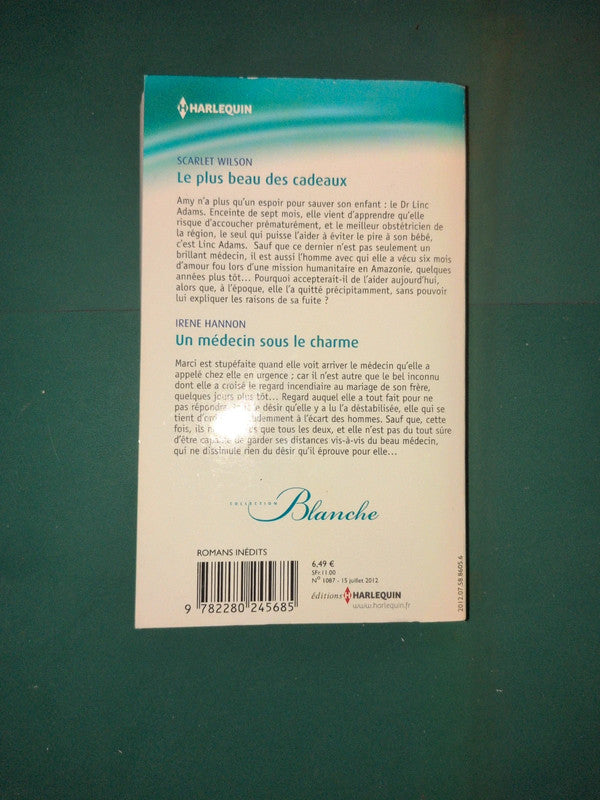 HARLEQUIN
SCARLET WILSON
Le plus beau des cadeaux
Amy n'a plus qu'un espoir pour sauver son enfant : le Dr Linc
Adams. Enceinte de sept mois, elle vient d'apprendre qu'elle
risque d'accoucher prématurément, et le meilleur obstétricien de
la région, le seul qui puisse l'aider à éviter le pire à son bébé,
c'est Linc Adams. Sauf que ce dernier n'est pas seulement un
brillant médecin, il est aussi l'homme avec qui elle a vécu six mois
d'amour fou lors d'une mission humanitaire en Amazonie, quelques
années plus tôt... Pourquoi accepterait-il de l'aider aujourd'hui,
alors que, à l'époque, elle l'a quitté précipitamment, sans pouvoir
lui expliquer les raisons de sa fuite ?
IRENE HANNON
Un médecin sous le charme
Marci est stupéfaite quand elle voit arriver le médecin qu'elle a
appelé chez elle en urgence ; car il n'est autre que le bel inconnu
dont elle a croisé le regard incendiaire au mariage de son frère,
quelques jours plus tôt... Regard auquel elle a tout fait pour ne
pas répondre, le désir qu'elle y a lu l'a déstabilisée, elle qui se
tient d'ordinaire à l'écart des hommes. Sauf que, cette
fois, ils ne que tous les deux, et elle n'est pas du tout sûre
d'être capable de garder ses distances vis-à-vis du beau médecin,
qui ne dissimule rien du désir qu'il éprouve pour elle...
COLLECTION
Blanche
ROMANS INÉDITS
6,49 €
SFr.11.00
N° 1087 - 15 juillet 2012
9 782280 245685
éditions HARLEQUIN
www.harlequin.fr
2012.07.58.8605.6